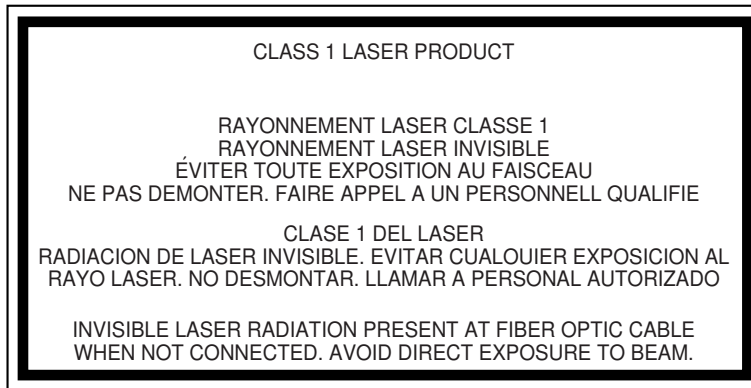 CLASS 1 LASER PRODUCT
RAYONNEMENT LASER CLASSE 1
RAYONNEMENT LASER INVISIBLE
ÉVITER TOUTE EXPOSITION AU FAISCEAU
NE PAS DEMONTER. FAIRE APPEL A UN PERSONNELL QUALIFIE
CLASE 1 DEL LASER
RADIACION DE LASER INVISIBLE. EVITAR CUALOUIER EXPOSICION AL
RAYO LASER. NO DESMONTAR. LLAMAR A PERSONAL AUTORIZADO
INVISIBLE LASER RADIATION PRESENT AT FIBER OPTIC CABLE
WHEN NOT CONNECTED. AVOID DIRECT EXPOSURE TO BEAM.